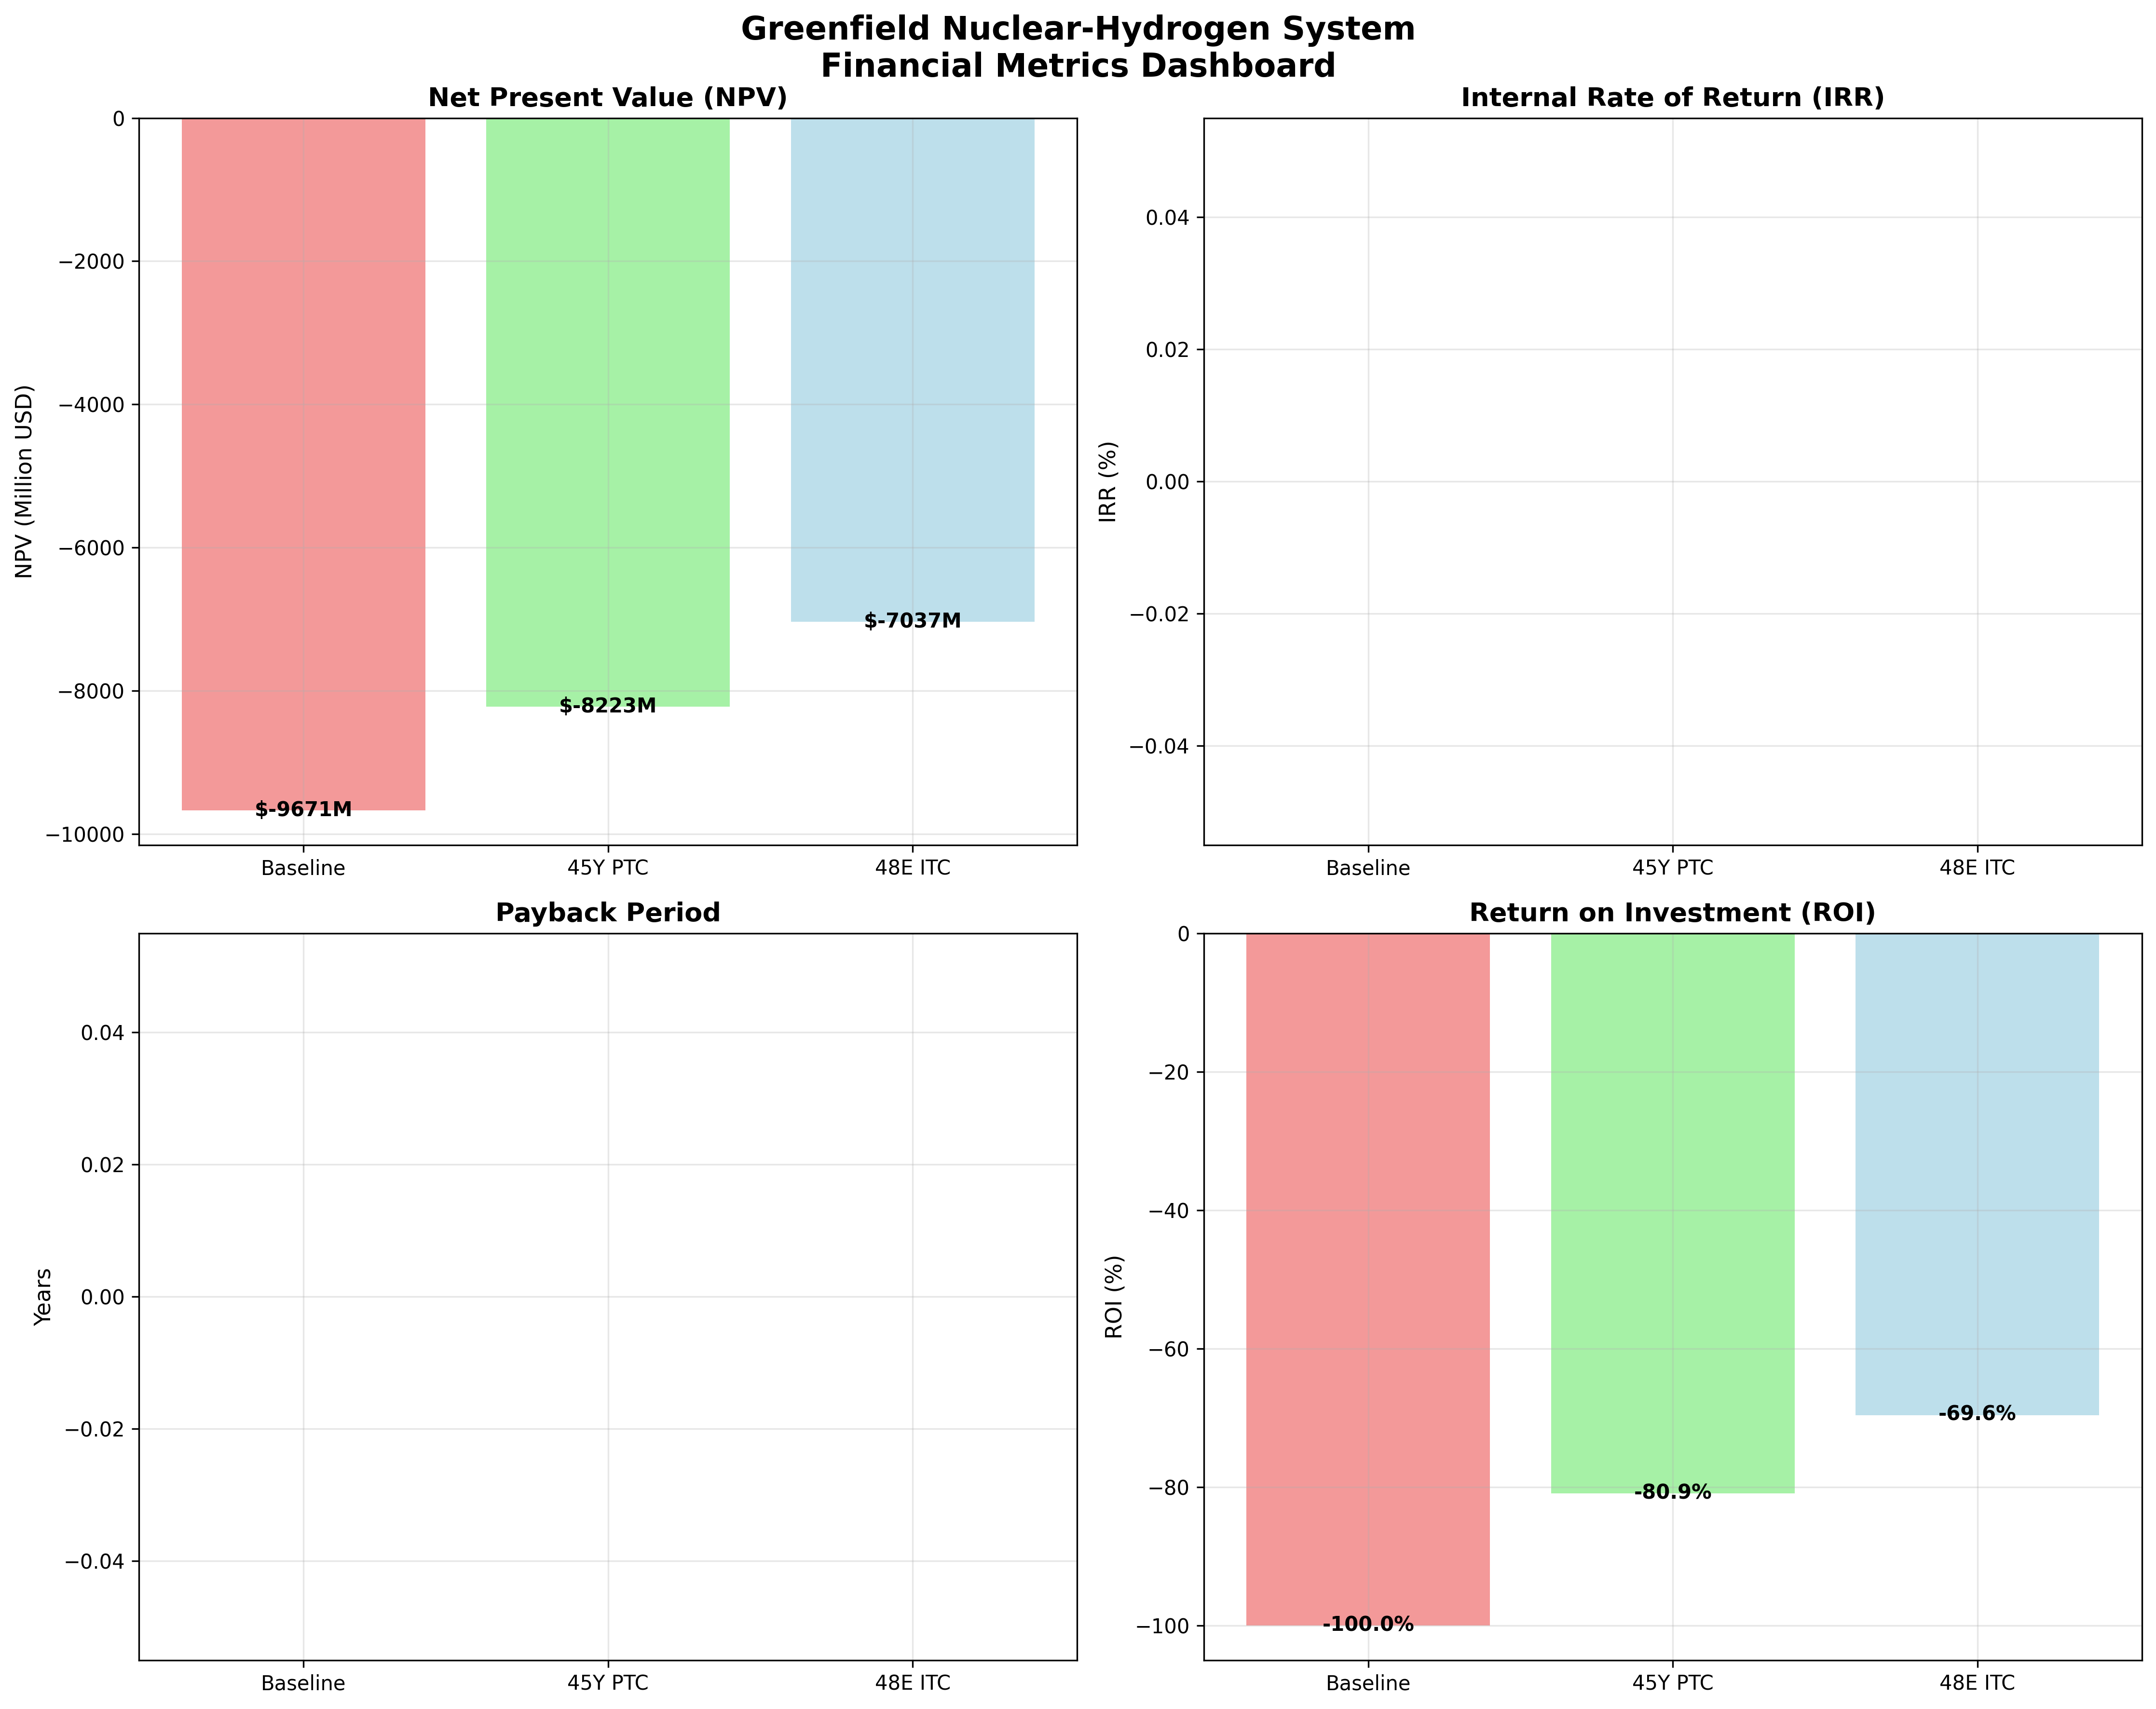 Greenfield Nuclear-Hydrogen System
Financial Metrics Dashboard
Net Present Value (NPV)
NPV (Million USD)
0
−2000
−4000
−6000
−8000
−10000
$-9671M
$-8223M
$-7037M
Baseline
45Y PTC
48E ITC
Internal Rate of Return (IRR)
IRR (%)
0.04
0.02
0.00
−0.02
−0.04
Baseline
45Y PTC
48E ITC
Payback Period
Years
0.04
0.02
0.00
−0.02
−0.04
Baseline
45Y PTC
48E ITC
Return on Investment (ROI)
ROI (%)
0
−20
−40
−60
−80
−100
-100.0%
-80.9%
-69.6%
Baseline
45Y PTC
48E ITC